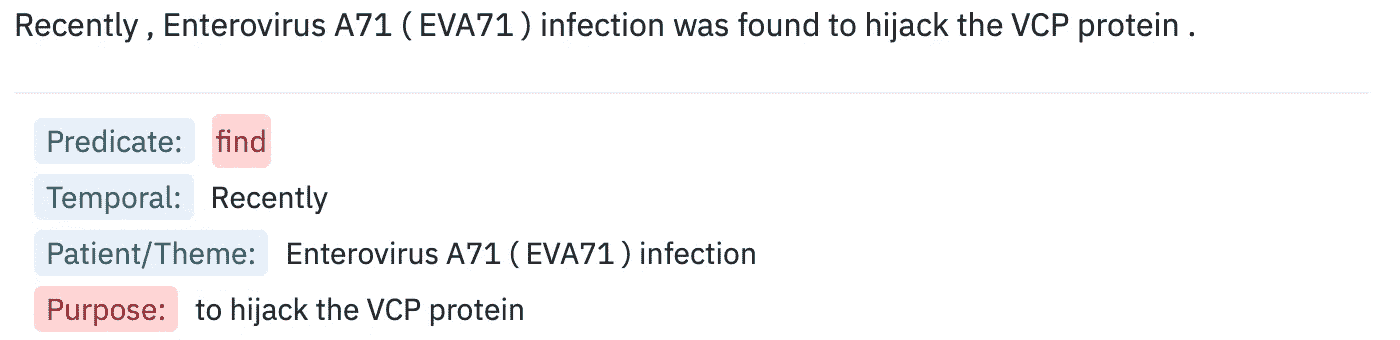 Recently , Enterovirus A71 ( EVA71 ) infection was found to hijack the VCP protein .
Predicate: find
Temporal: Recently
Patient/Theme: Enterovirus A71 ( EVA71 ) infection
Purpose: to hijack the VCP protein